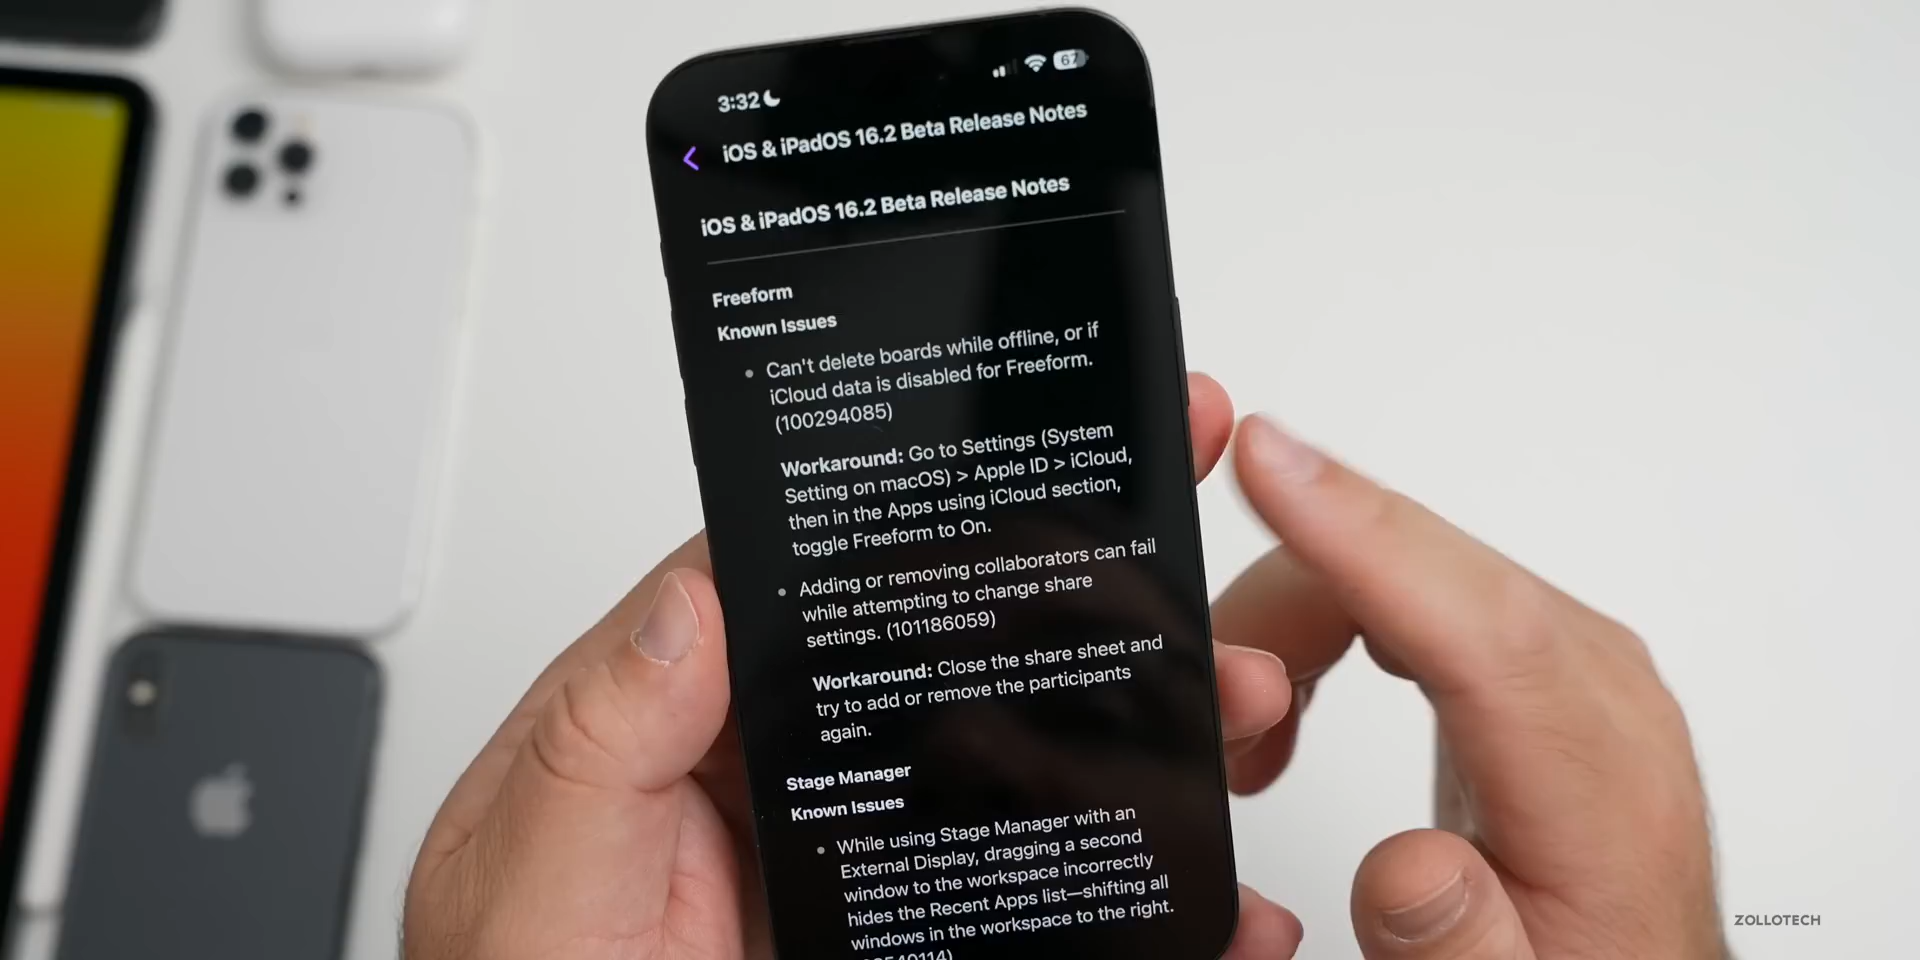 3:32
67
iOS & iPadOS 16.2 Beta Release Notes
iOS & iPadOS 16.2 Beta Release Notes
Freeform
Known Issues
• Can't delete boards while offline, or if
iCloud data is disabled for Freeform.
(100294085)
Workaround: Go to Settings (System
Setting on macOS) > Apple ID > iCloud,
then in the Apps using iCloud section,
toggle Freeform to On.
• Adding or removing collaborators can fail
while attempting to change share
settings. (101186059)
Workaround: Close the share sheet and
try to add or remove the participants
again.
Stage Manager
Known Issues
• While using Stage Manager with an
External Display, dragging a second
window to the workspace incorrectly
hides the Recent Apps list—shifting all
windows in the workspace to the right.
ZOLLOTECH